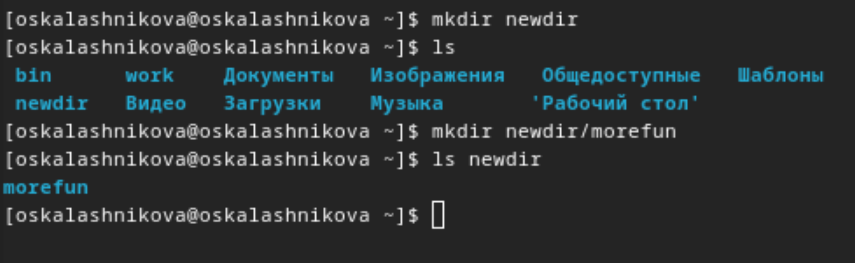 [oskalashnikova@oskalashnikova ~]$ mkdir newdir
[oskalashnikova@oskalashnikova ~]$ ls
bin work Документы Изображения Общедоступные Шаблоны
newdir Видео Загрузки Музыка 'Рабочий стол'
[oskalashnikova@oskalashnikova ~]$ mkdir newdir/morefun
[oskalashnikova@oskalashnikova ~]$ ls newdir
morefun
[oskalashnikova@oskalashnikova ~]$